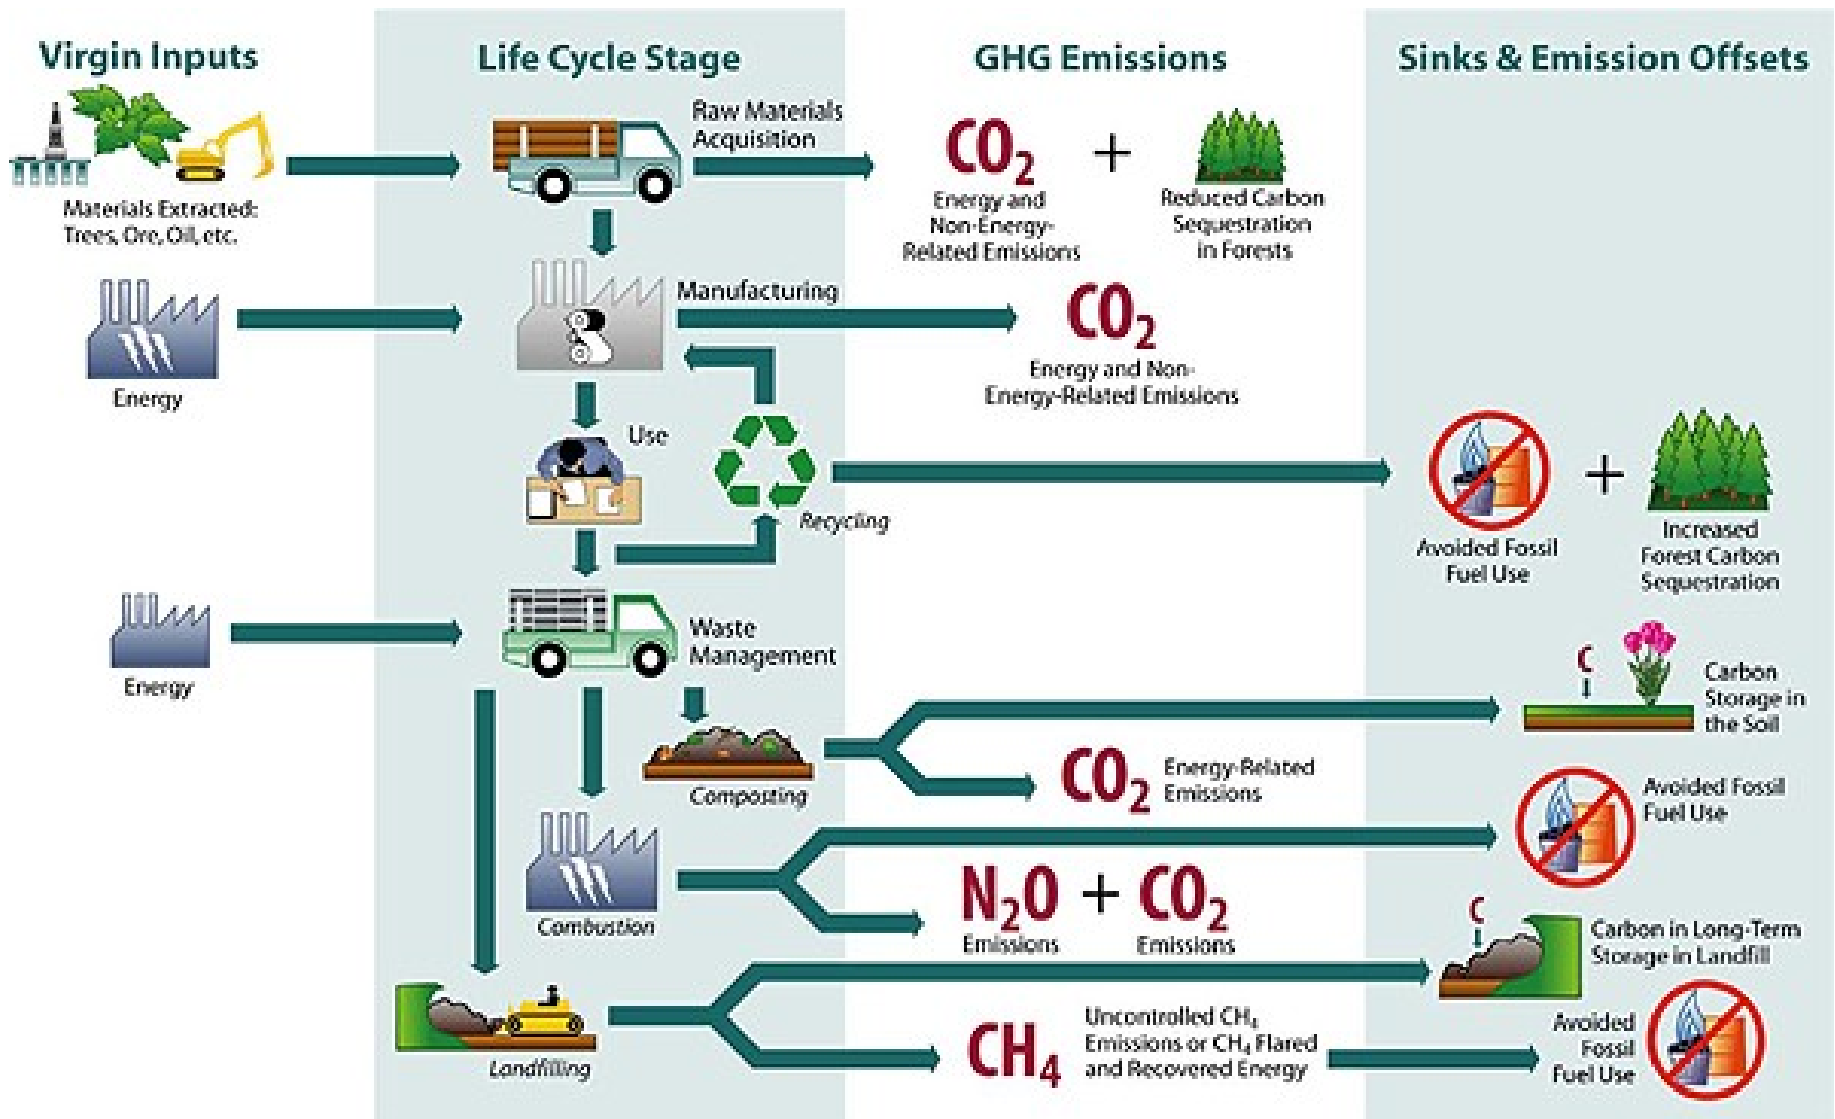 Virgin Inputs
Life Cycle Stage
GHG Emissions
Sinks & Emission Offsets
Materials Extracted:
Trees, Ore, Oil, etc.
Raw Materials
Acquisition
CO2
Energy and
Non-Energy-
Related Emissions
+
Reduced Carbon
Sequestration
in Forests
Energy
Manufacturing
CO2
Energy and Non-
Energy-Related Emissions
Use
Recycling
Avoided Fossil
Fuel Use
+
Increased
Forest Carbon
Sequestration
Energy
Waste
Management
Composting
C
Carbon
Storage in
the Soil
CO2
Energy-Related
Emissions
Combustion
Avoided Fossil
Fuel Use
N2O + CO2
Emissions
Emissions
Landfilling
C
Carbon in Long-Term
Storage in Landfill
CH4
Uncontrolled CH4
Emissions or CH4 Flared
and Recovered Energy
Avoided
Fossil
Fuel Use